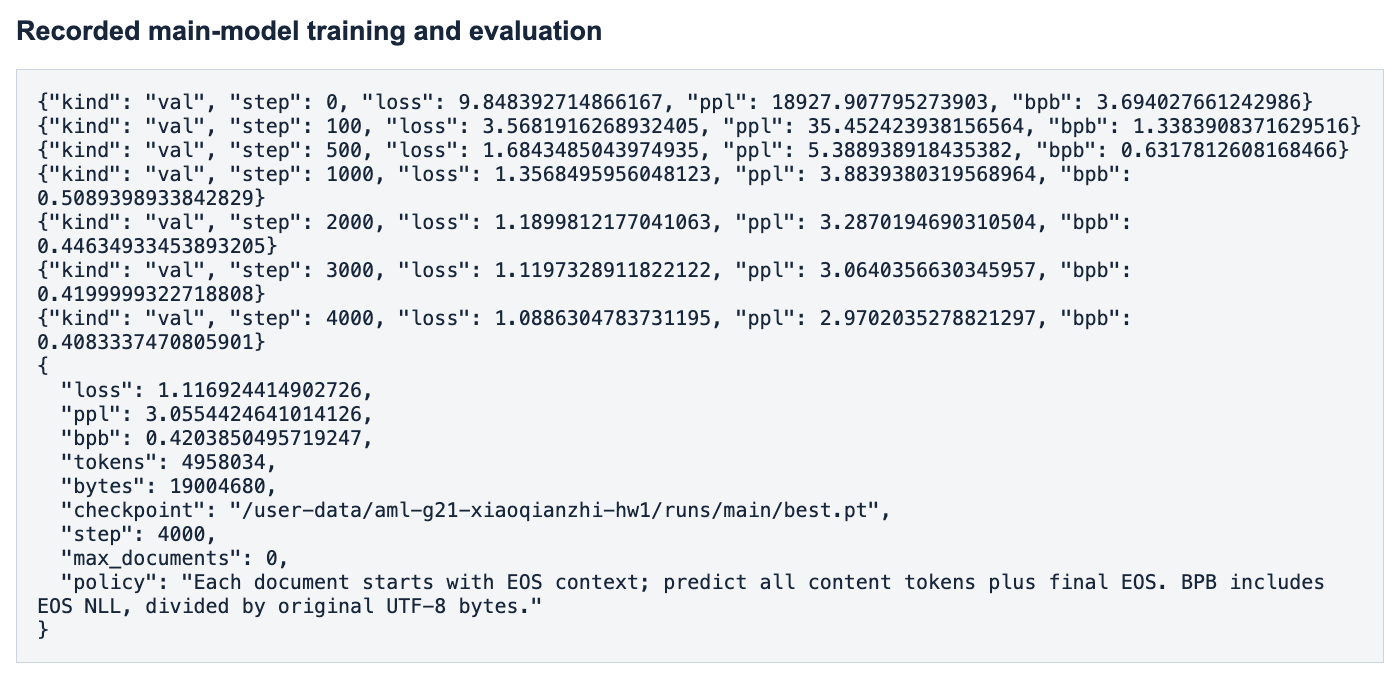 Recorded main-model training and evaluation
{"kind": "val", "step": 0, "loss": 9.848392714866167, "ppl": 18927.907795273903, "bpb": 3.694027661242986}
{"kind": "val", "step": 100, "loss": 3.5681916268932405, "ppl": 35.452423938156564, "bpb": 1.3383908371629516}
{"kind": "val", "step": 500, "loss": 1.6843485043974935, "ppl": 5.388938918435382, "bpb": 0.6317812608168466}
{"kind": "val", "step": 1000, "loss": 1.3568495956048123, "ppl": 3.8839380319568964, "bpb":
0.5089398933842829}
{"kind": "val", "step": 2000, "loss": 1.1899812177041063, "ppl": 3.2870194690310504, "bpb":
0.44634933453893205}
{"kind": "val", "step": 3000, "loss": 1.1197328911822122, "ppl": 3.0640356630345957, "bpb":
0.4199999322718808}
{"kind": "val", "step": 4000, "loss": 1.0886304783731195, "ppl": 2.9702035278821297, "bpb":
0.4083337470805901}
{
  "loss": 1.116924414902726,
  "ppl": 3.0554424641014126,
  "bpb": 0.4203850495719247,
  "tokens": 4958034,
  "bytes": 19004680,
  "checkpoint": "/user-data/aml-g21-xiaoqianzhi-hw1/runs/main/best.pt",
  "step": 4000,
  "max_documents": 0,
  "policy": "Each document starts with EOS context; predict all content tokens plus final EOS. BPB includes
EOS NLL, divided by original UTF-8 bytes."
}